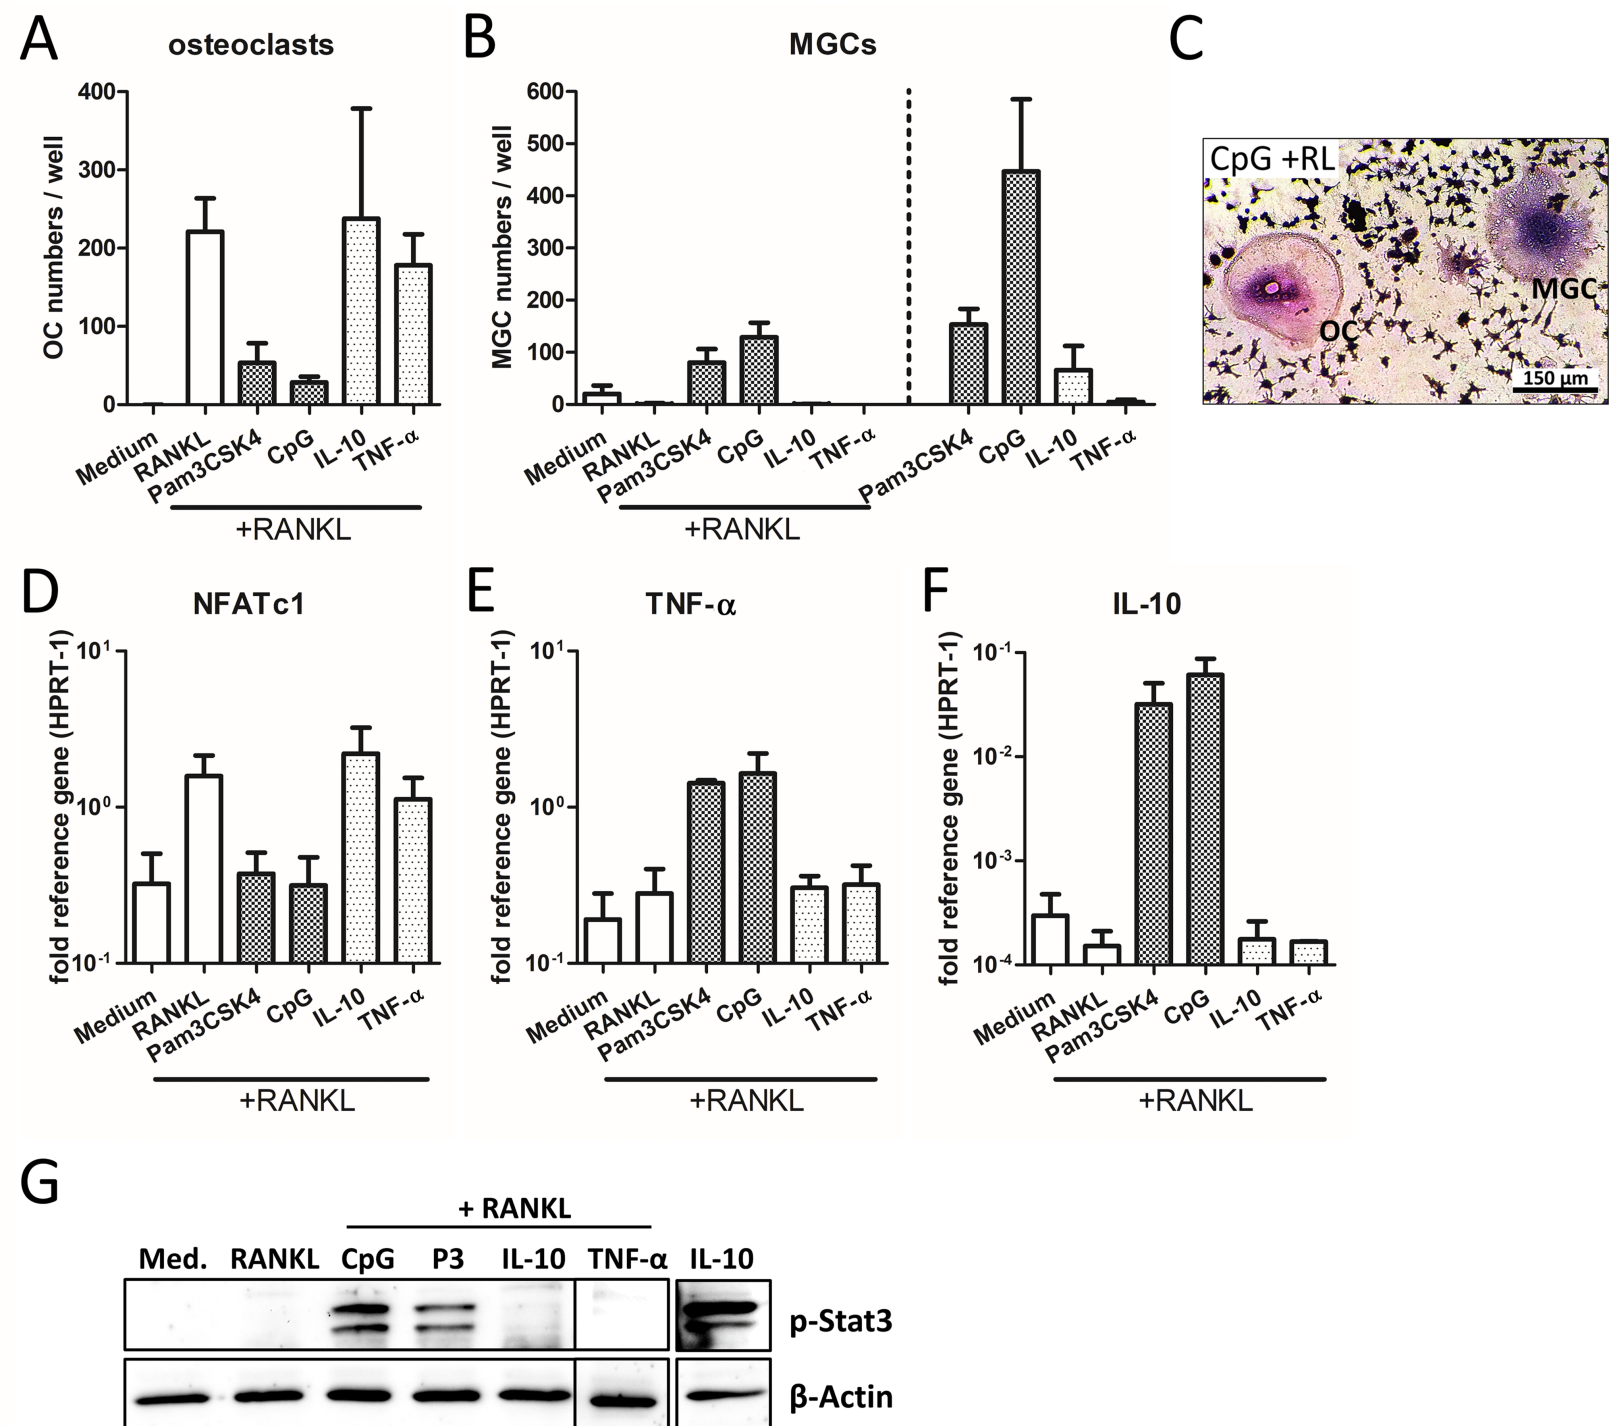 A
osteoclasts
OC numbers / well
400
300
200
100
0
Medium
RANKL
Pam3CSK4
CpG
IL-10
TNF-α
+RANKL
B
MGCs
MGC numbers / well
600
500
400
300
200
100
0
Medium
RANKL
Pam3CSK4
CpG
IL-10
TNF-α
Pam3CSK4
CpG
IL-10
TNF-α
+RANKL
C
CpG +RL
MGC
OC
150 µm
D
NFATc1
fold reference gene (HPRT-1)
10¹
10⁰
10⁻¹
Medium
RANKL
Pam3CSK4
CpG
IL-10
TNF-α
+RANKL
E
TNF-α
fold reference gene (HPRT-1)
10¹
10⁰
10⁻¹
Medium
RANKL
Pam3CSK4
CpG
IL-10
TNF-α
+RANKL
F
IL-10
fold reference gene (HPRT-1)
10⁻¹
10⁻²
10⁻³
10⁻⁴
Medium
RANKL
Pam3CSK4
CpG
IL-10
TNF-α
+RANKL
G
+ RANKL
Med. RANKL CpG P3 IL-10 TNF-α IL-10
p-Stat3
β-Actin